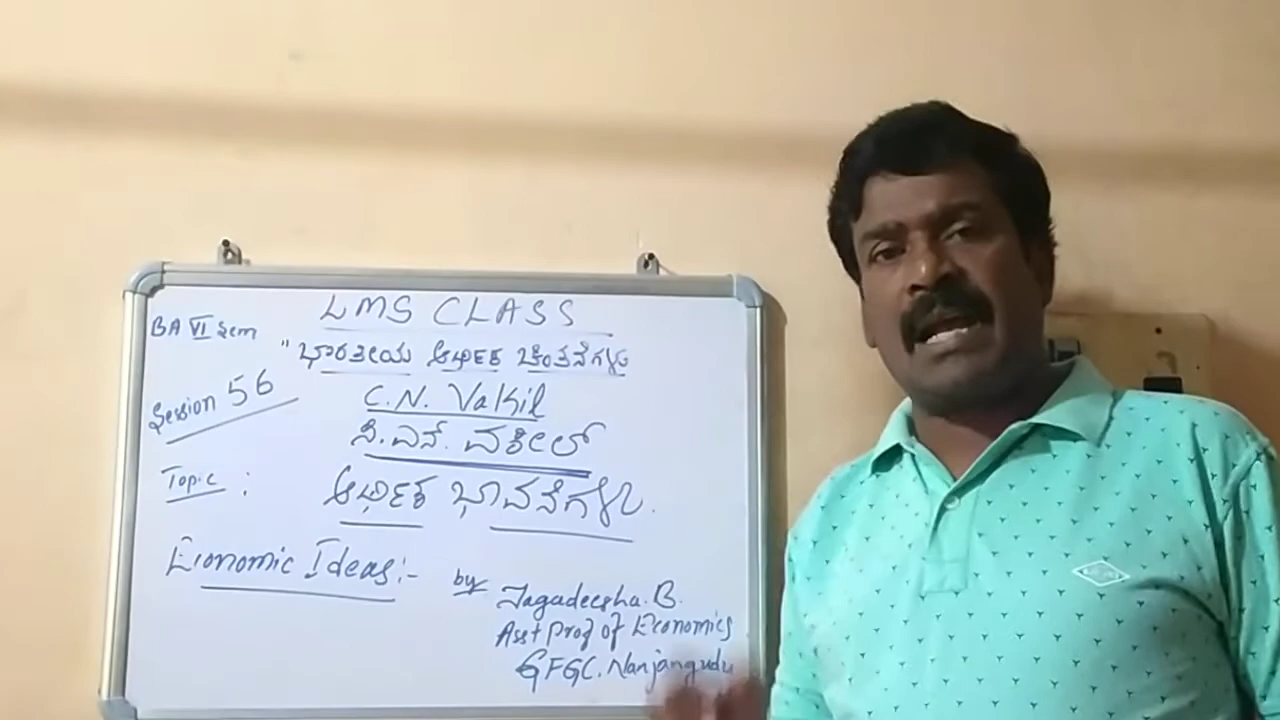 LMS CLASS
BA VI Sem
"ಭಾರತೀಯ ಆರ್ಥಿಕ ಚಿಂತನೆಗಳು
Session 56
C.N. Vakil
ಸಿ.ಎನ್. ವಕೀಲ್
Topic :
ಆರ್ಥಿಕ ಭಾವನೆಗಳು.
Economic Ideas:-
by Jagadeesha. B.
Asst Prof of Economics
GFGC. Nanjangudu